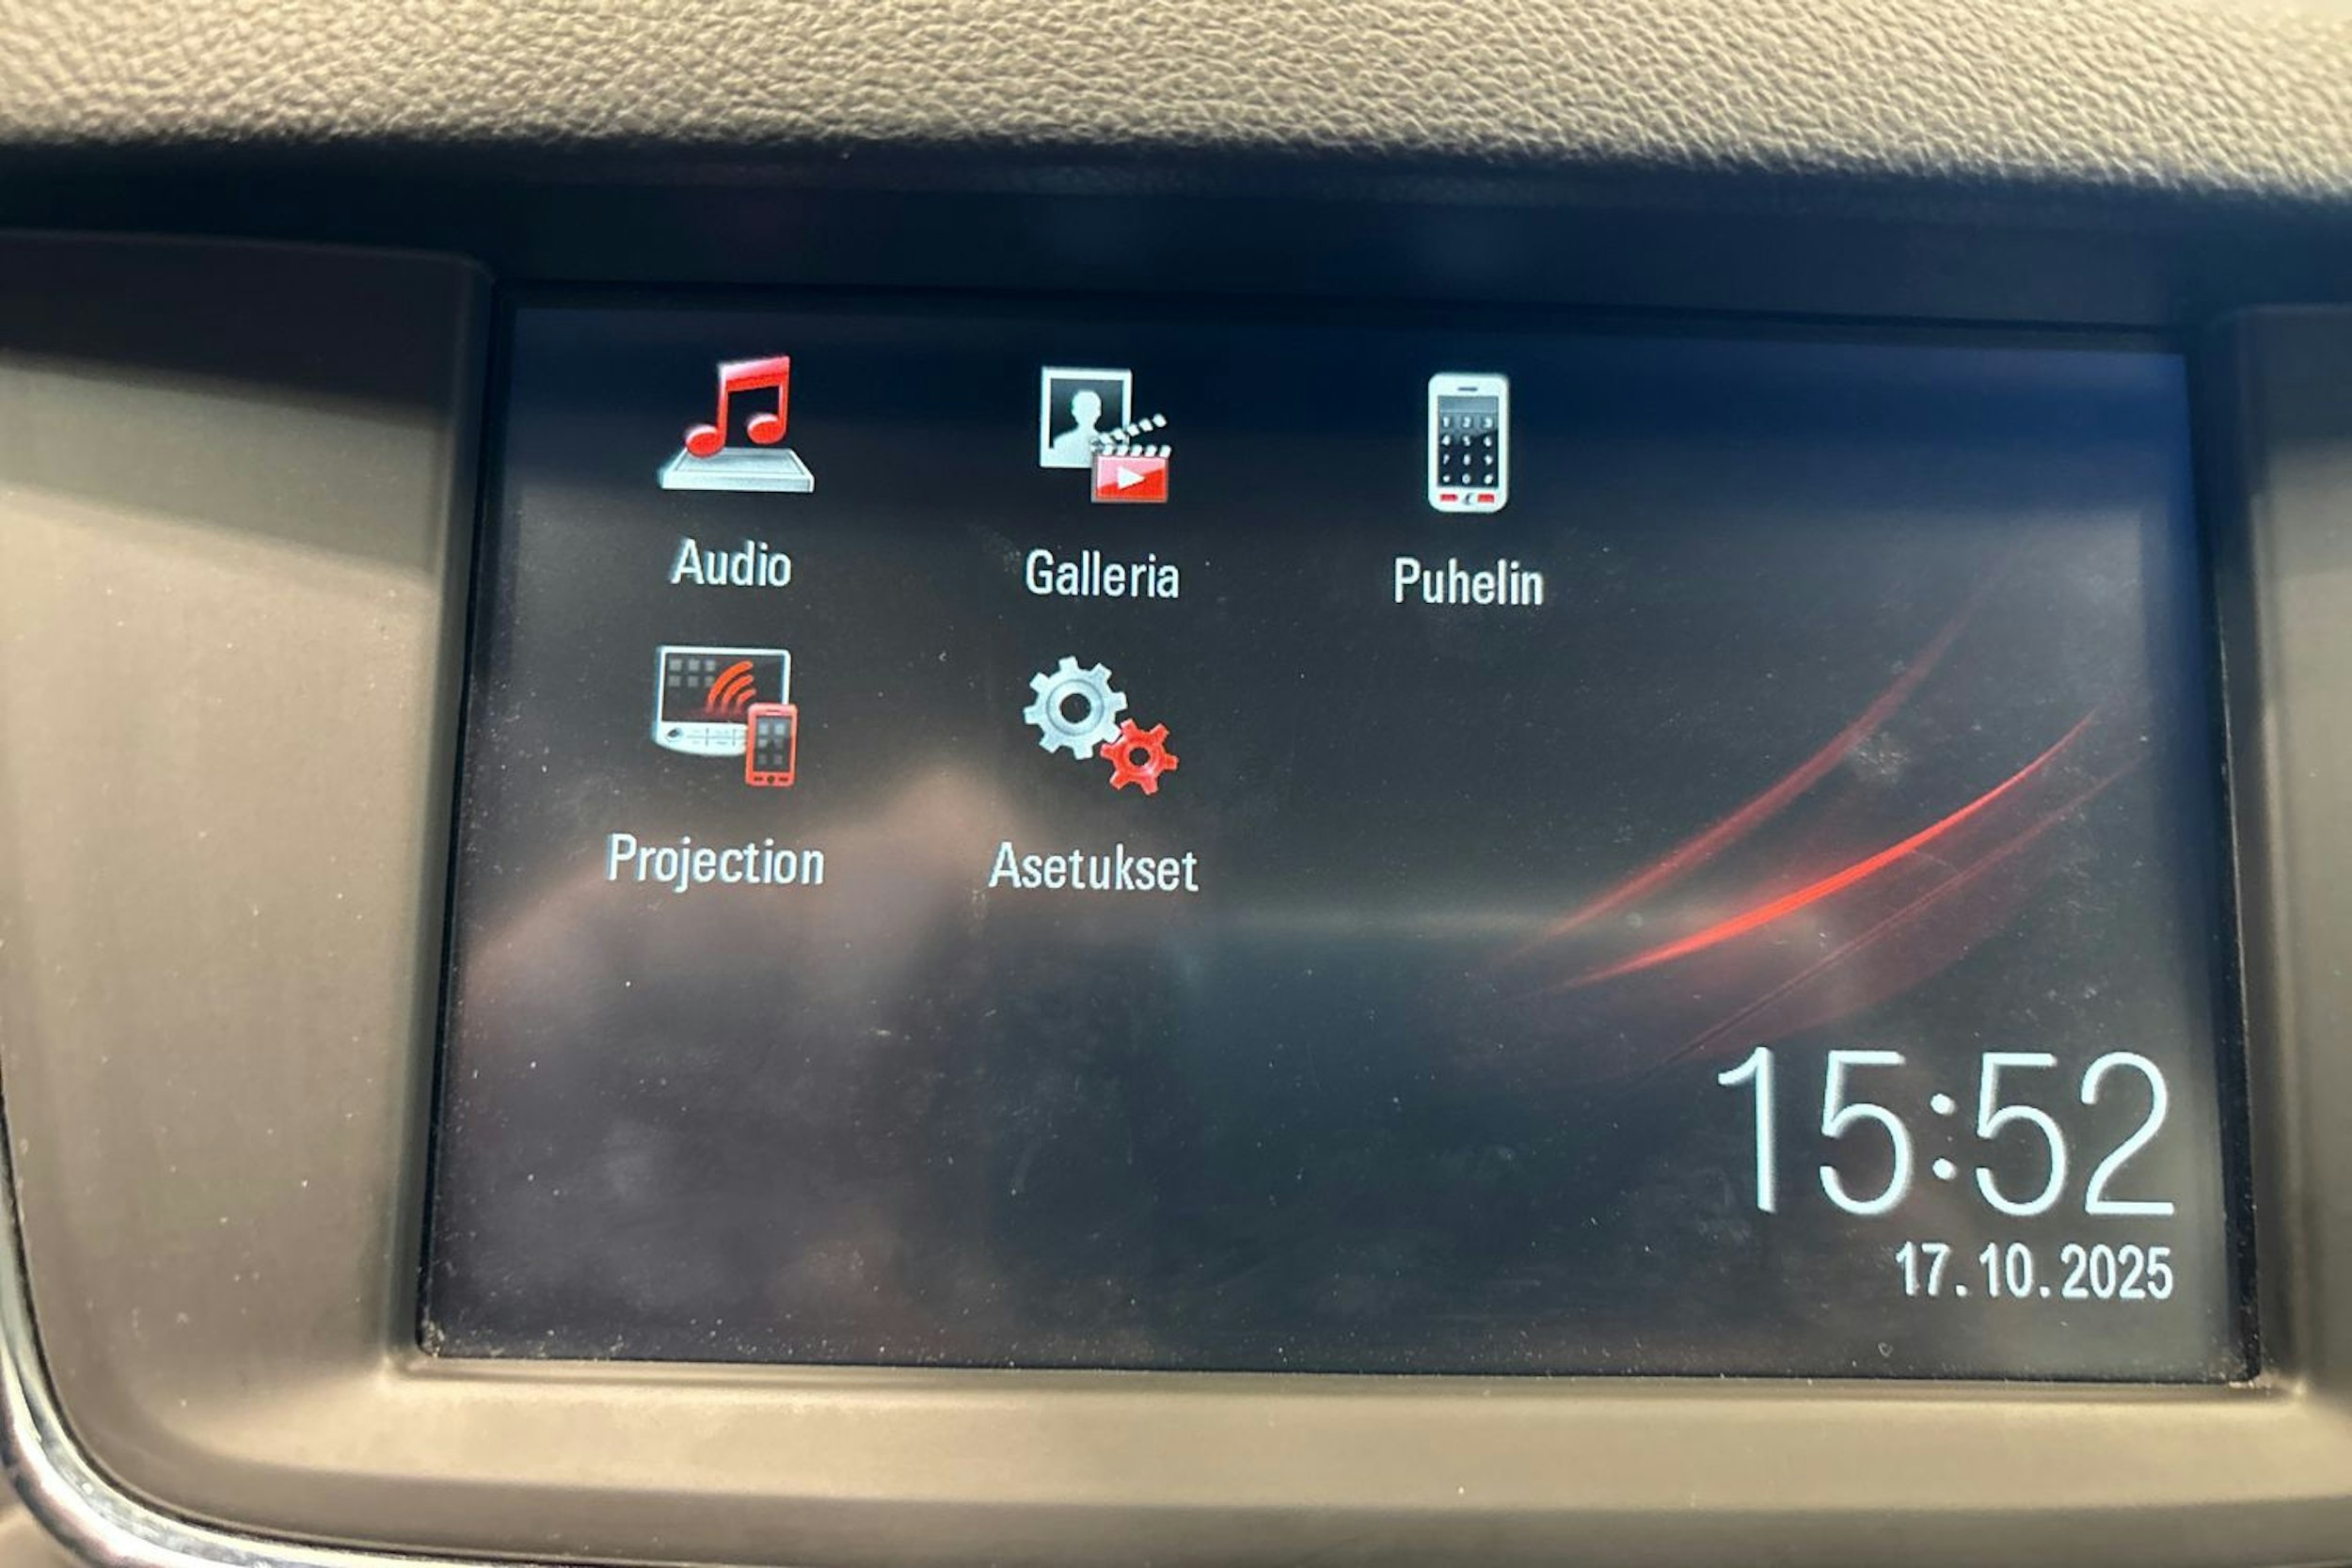 Audio
Galleria
Puhelin
Projection
Asetukset
15:52
17.10.2025